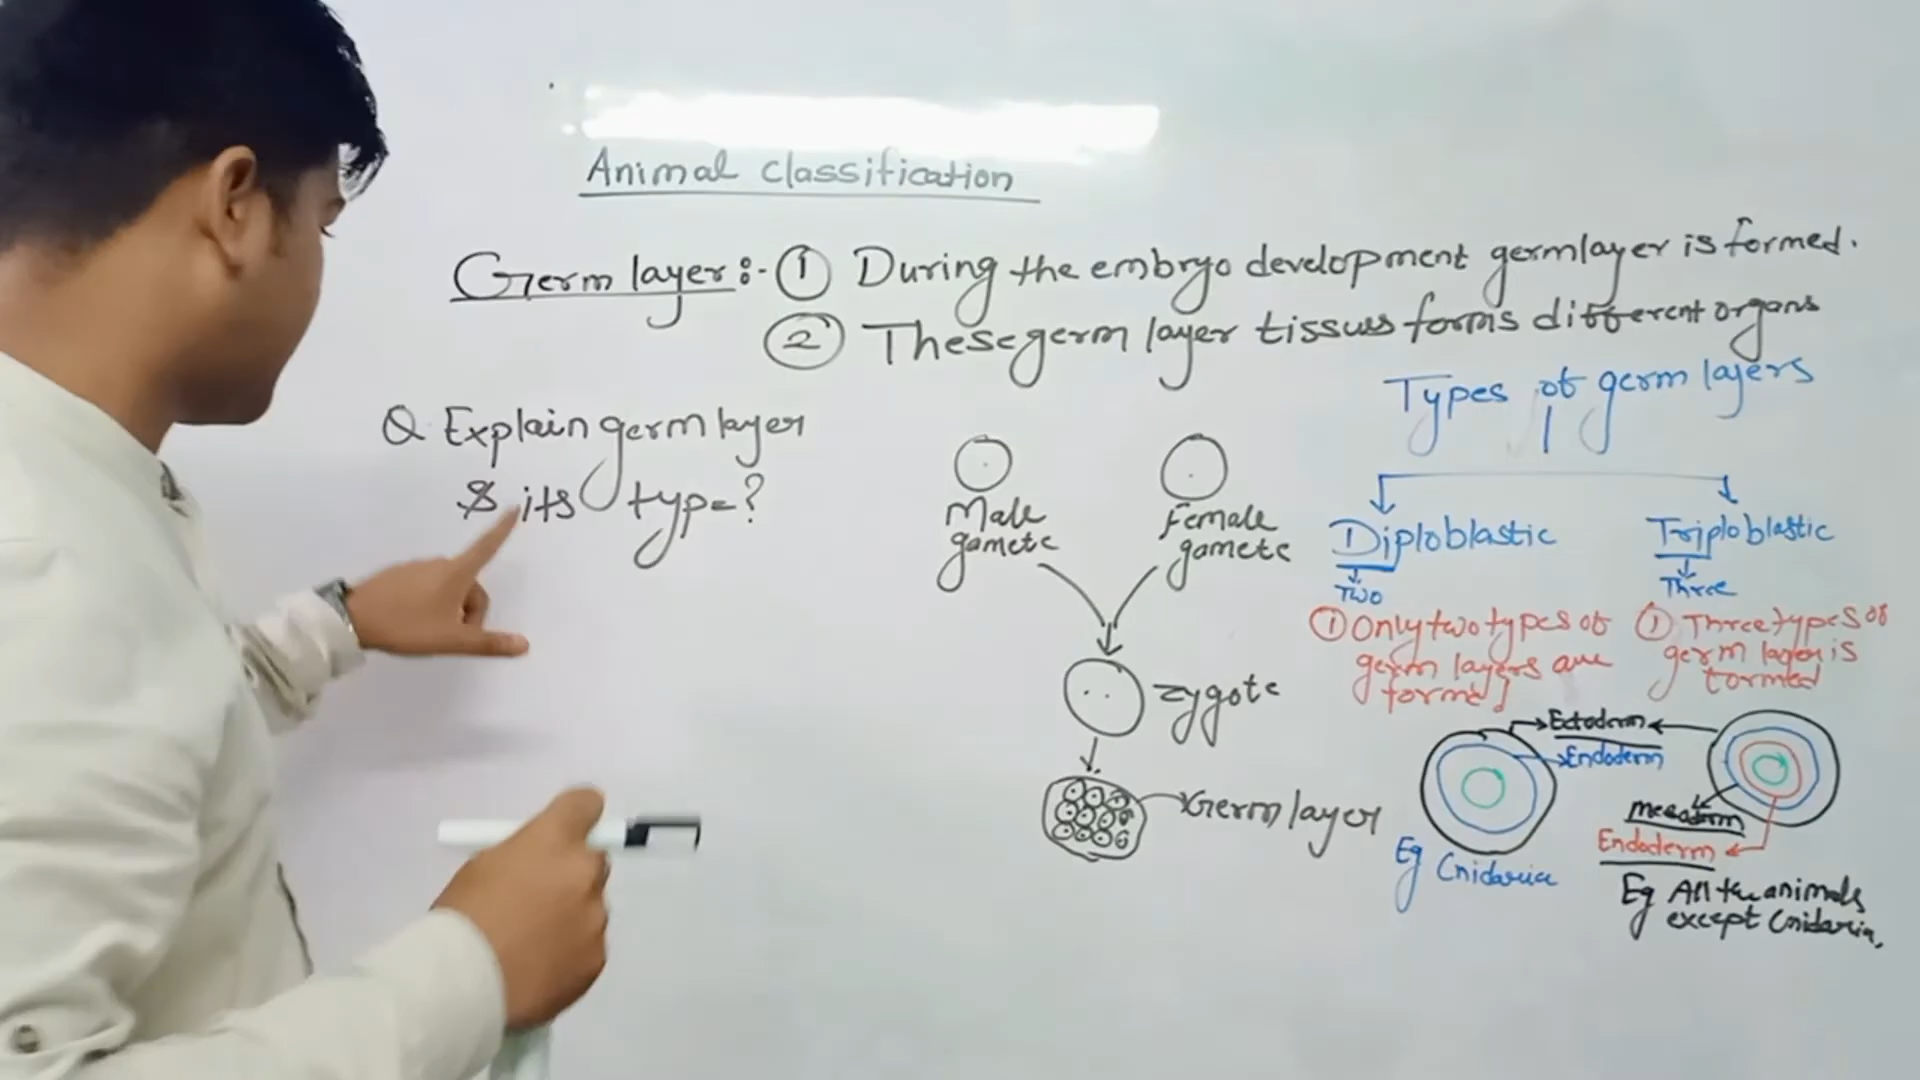 Animal classification
Germ layer :- ① During the embryo development germlayer is formed.
② These germ layer tissues forms different organs
Q Explain germ layer
& its type?
Male
gamete
Female
gamete
zygote
Germ layer
Types of germ layers
Diploblastic
Two
① Only two types of
germ layers are
formed
Triploblastic
Three
① Three types of
germ layer is
formed
Ectoderm
Endoderm
Eg Cnidaria
Mesoderm
Endoderm
Eg All the animals
except Cnidaria.